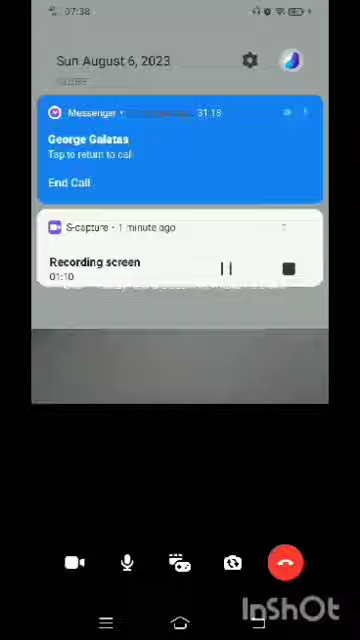 07:38
Sun August 6, 2023
Messenger • 31:13
George Galatas
Tap to return to call
End Call
S-capture • 1 minute ago
Recording screen
01:10
InShOt